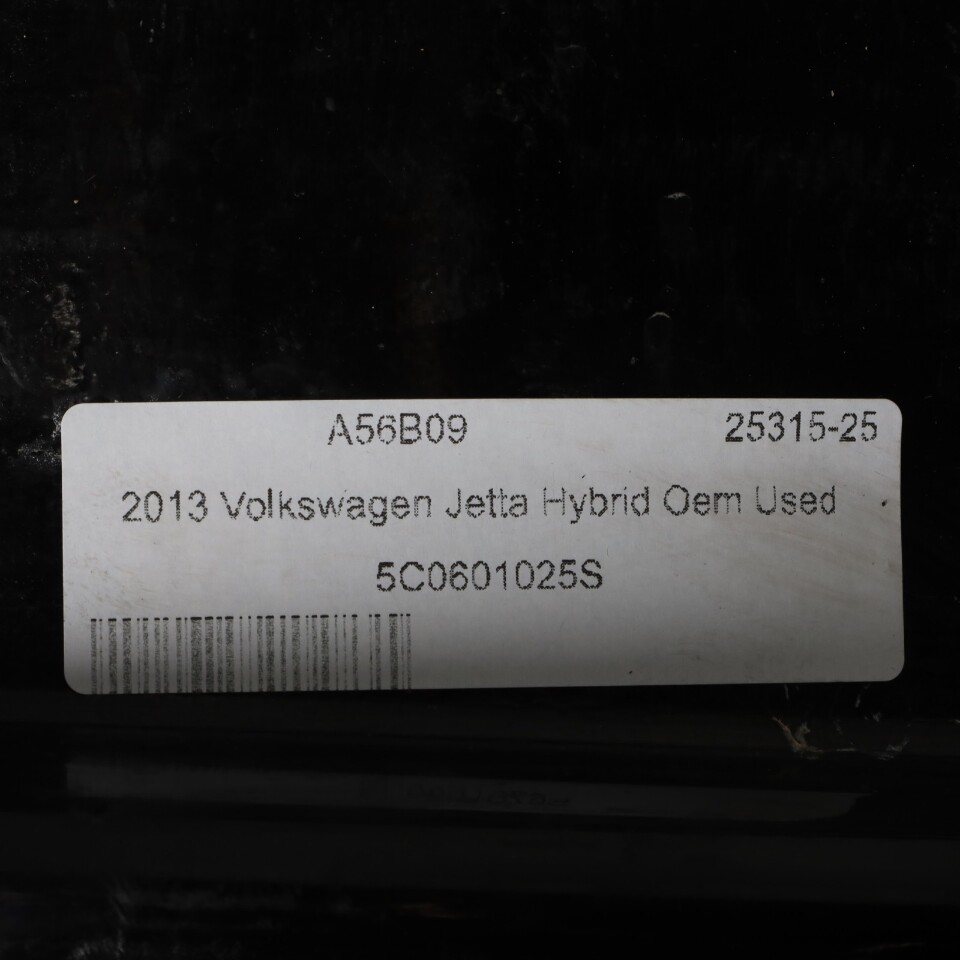 A56B09 25315-25
2013 Volkswagen Jetta Hybrid Oem Used
5C0601025S